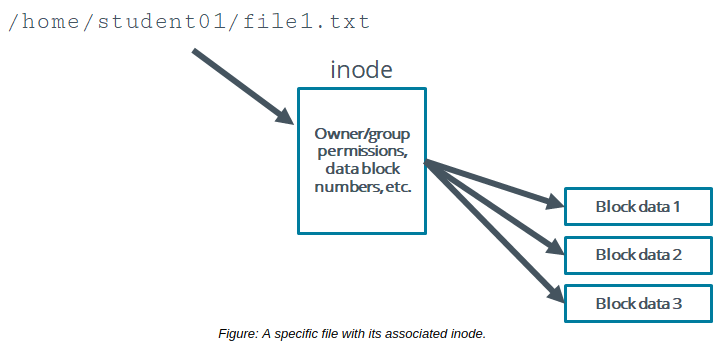 /home/student01/file1.txt
inode
Owner/group
permissions,
data block
numbers, etc.
Block data 1
Block data 2
Block data 3
Figure: A specific file with its associated inode.